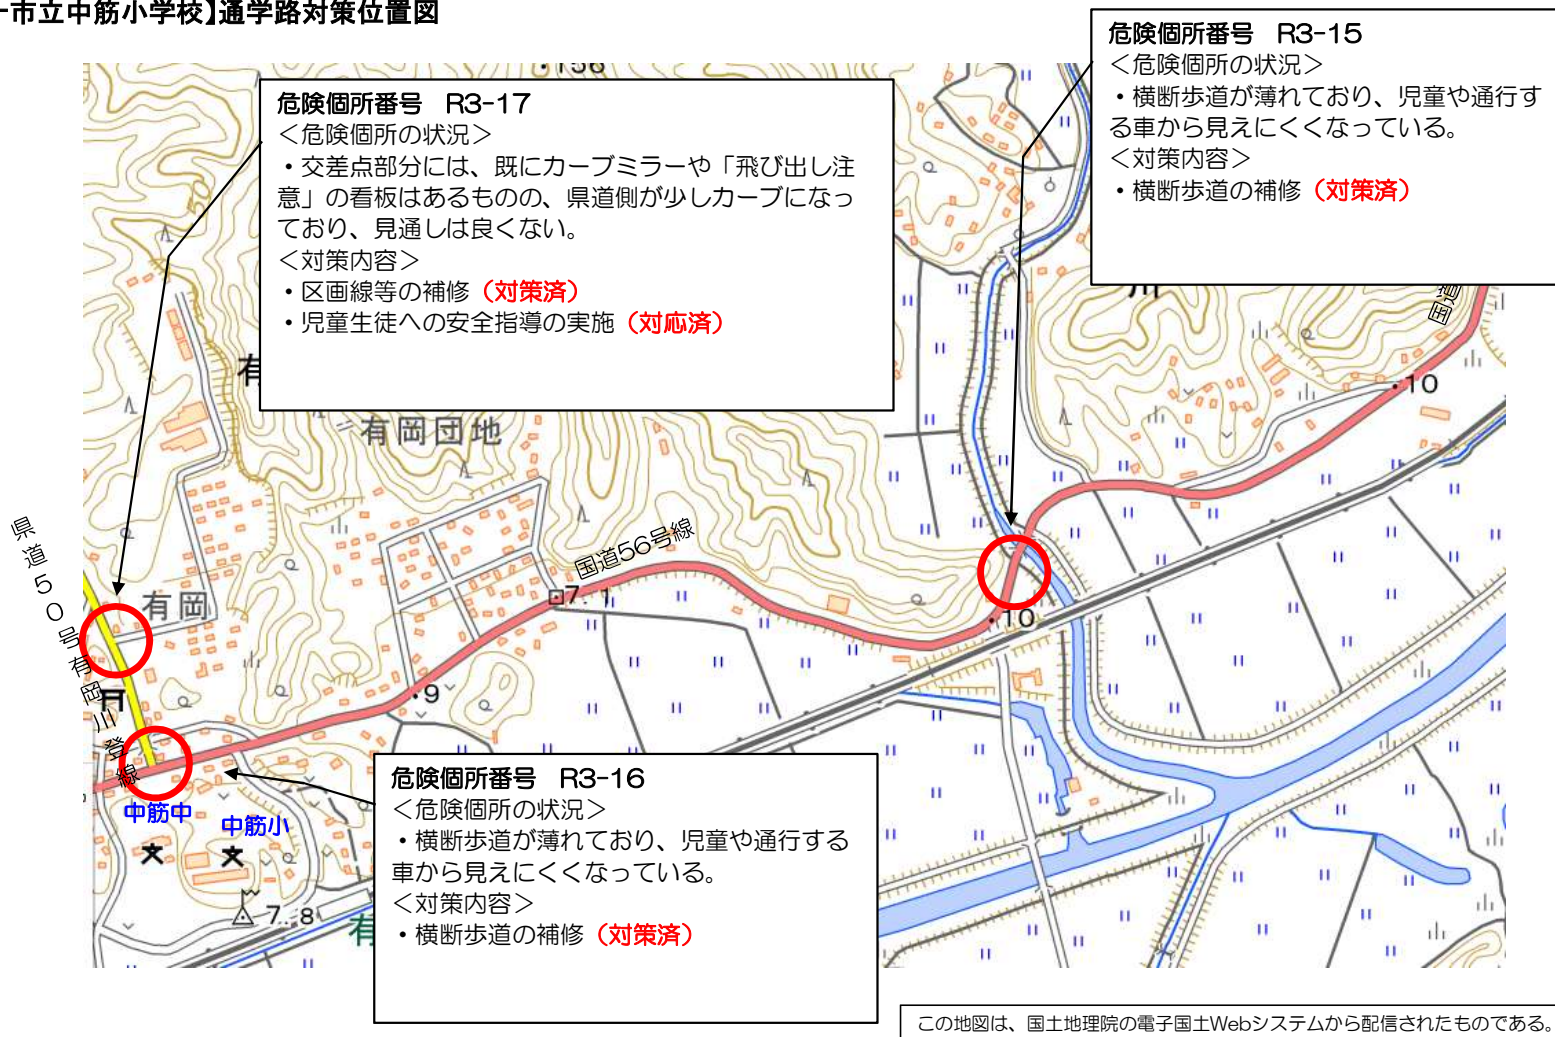 市立中筋小学校】通学路対策位置図
危険個所番号　R3-15
＜危険個所の状況＞
・横断歩道が薄れており、児童や通行す
る車から見えにくくなっている。
＜対策内容＞
・横断歩道の補修（対策済）
危険個所番号　R3-17
＜危険個所の状況＞
・交差点部分には、既にカーブミラーや「飛び出し注
意」の看板はあるものの、県道側が少しカーブになっ
ており、見通しは良くない。
＜対策内容＞
・区画線等の補修（対策済）
・児童生徒への安全指導の実施（対応済）
・156
川
国道
有
・10
有岡団地
国道56号線
7.1
・10
有岡
県道50号有岡川登線
・9
中筋中
中筋小
7.8
有
危険個所番号　R3-16
＜危険個所の状況＞
・横断歩道が薄れており、児童や通行する
車から見えにくくなっている。
＜対策内容＞
・横断歩道の補修（対策済）
この地図は、国土地理院の電子国土Webシステムから配信されたものである。